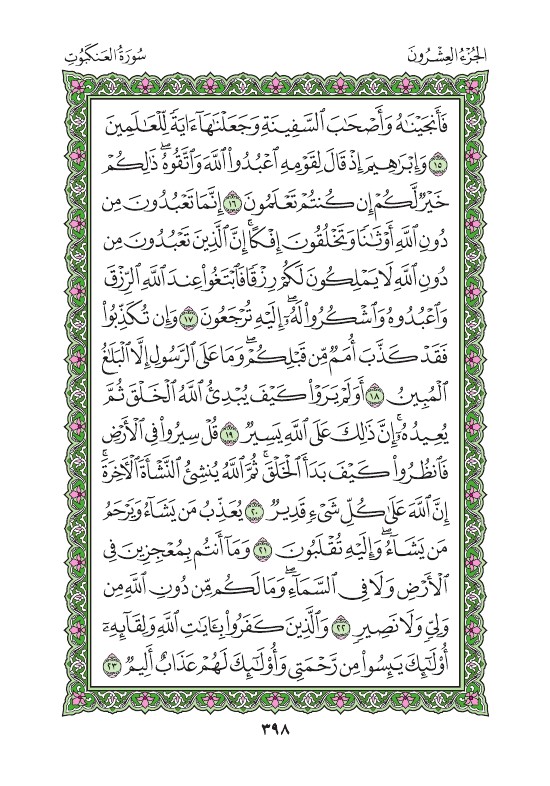 الجُزْءُ العِشْرُونَ
سُورَةُ العَنكَبُوتِ
فَأَنجَيْنَٰهُ وَأَصْحَٰبَ ٱلسَّفِينَةِ وَجَعَلْنَٰهَآ ءَايَةً لِّلْعَٰلَمِينَ
١٥ وَإِبْرَٰهِيمَ إِذْ قَالَ لِقَوْمِهِ ٱعْبُدُوا۟ ٱللَّهَ وَٱتَّقُوهُ ۖ ذَٰلِكُمْ
خَيْرٌ لَّكُمْ إِن كُنتُمْ تَعْلَمُونَ ١٦ إِنَّمَا تَعْبُدُونَ مِن
دُونِ ٱللَّهِ أَوْثَٰنًا وَتَخْلُقُونَ إِفْكًا ۚ إِنَّ ٱلَّذِينَ تَعْبُدُونَ مِن
دُونِ ٱللَّهِ لَا يَمْلِكُونَ لَكُمْ رِزْقًا فَٱبْتَغُوا۟ عِندَ ٱللَّهِ ٱلرِّزْقَ
وَٱعْبُدُوهُ وَٱشْكُرُوا۟ لَهُۥٓ ۖ إِلَيْهِ تُرْجَعُونَ ١٧ وَإِن تُكَذِّبُوا۟
فَقَدْ كَذَّبَ أُمَمٌ مِّن قَبْلِكُمْ ۖ وَمَا عَلَى ٱلرَّسُولِ إِلَّا ٱلْبَلَٰغُ
ٱلْمُبِينُ ١٨ أَوَلَمْ يَرَوْا۟ كَيْفَ يُبْدِئُ ٱللَّهُ ٱلْخَلْقَ ثُمَّ
يُعِيدُهُۥٓ ۚ إِنَّ ذَٰلِكَ عَلَى ٱللَّهِ يَسِيرٌ ١٩ قُلْ سِيرُوا۟ فِى ٱلْأَرْضِ
فَٱنظُرُوا۟ كَيْفَ بَدَأَ ٱلْخَلْقَ ۚ ثُمَّ ٱللَّهُ يُنشِئُ ٱلنَّشْأَةَ ٱلْءَاخِرَةَ ۚ
إِنَّ ٱللَّهَ عَلَىٰ كُلِّ شَىْءٍ قَدِيرٌ ٢٠ يُعَذِّبُ مَن يَشَآءُ وَيَرْحَمُ
مَن يَشَآءُ ۖ وَإِلَيْهِ تُقْلَبُونَ ٢١ وَمَآ أَنتُم بِمُعْجِزِينَ فِى
ٱلْأَرْضِ وَلَا فِى ٱلسَّمَآءِ ۖ وَمَا لَكُم مِّن دُونِ ٱللَّهِ مِن
وَلِىٍّ وَلَا نَصِيرٍ ٢٢ وَٱلَّذِينَ كَفَرُوا۟ بِـَٔايَٰتِ ٱللَّهِ وَلِقَآئِهِۦٓ
أُو۟لَٰٓئِكَ يَئِسُوا۟ مِن رَّحْمَتِى وَأُو۟لَٰٓئِكَ لَهُمْ عَذَابٌ أَلِيمٌ ٢٣
٣٩٨